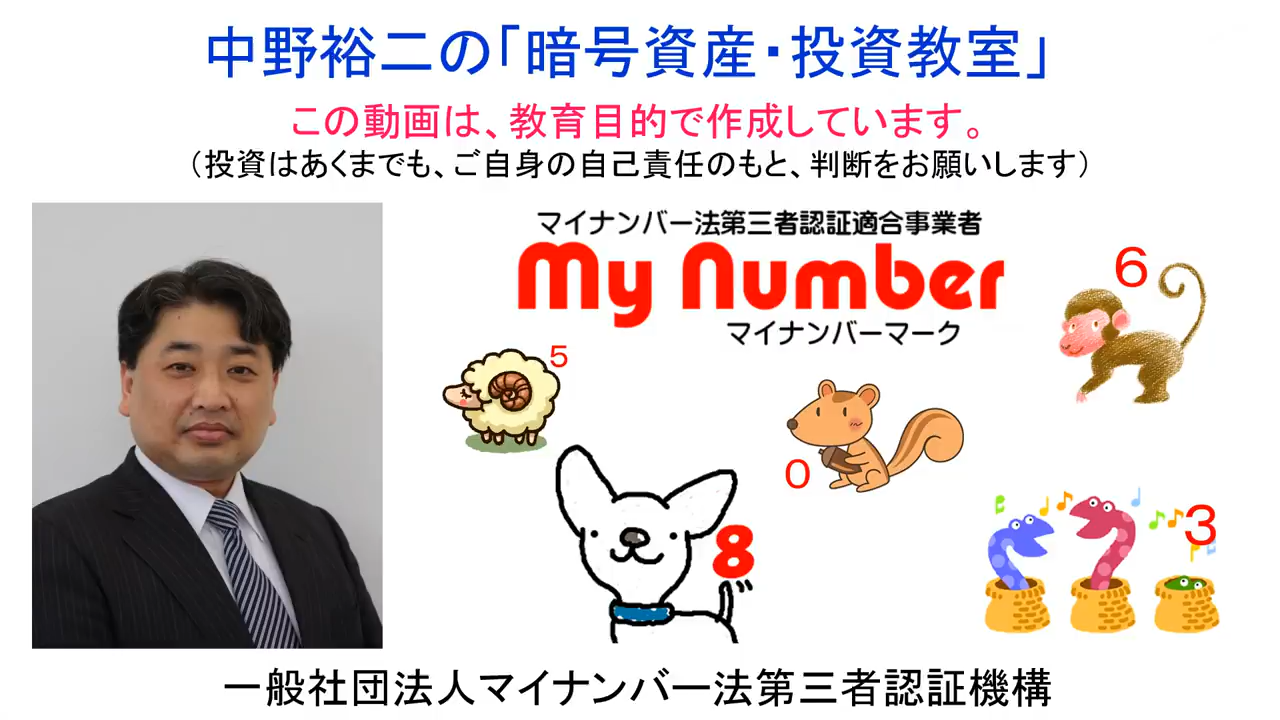 中野裕二の「暗号資産・投資教室」
この動画は、教育目的で作成しています。
（投資はあくまでも、ご自身の自己責任のもと、判断をお願いします）
マイナンバー法第三者認証適合事業者
My Number
マイナンバーマーク
6
5
0
8
3
一般社団法人マイナンバー法第三者認証機構